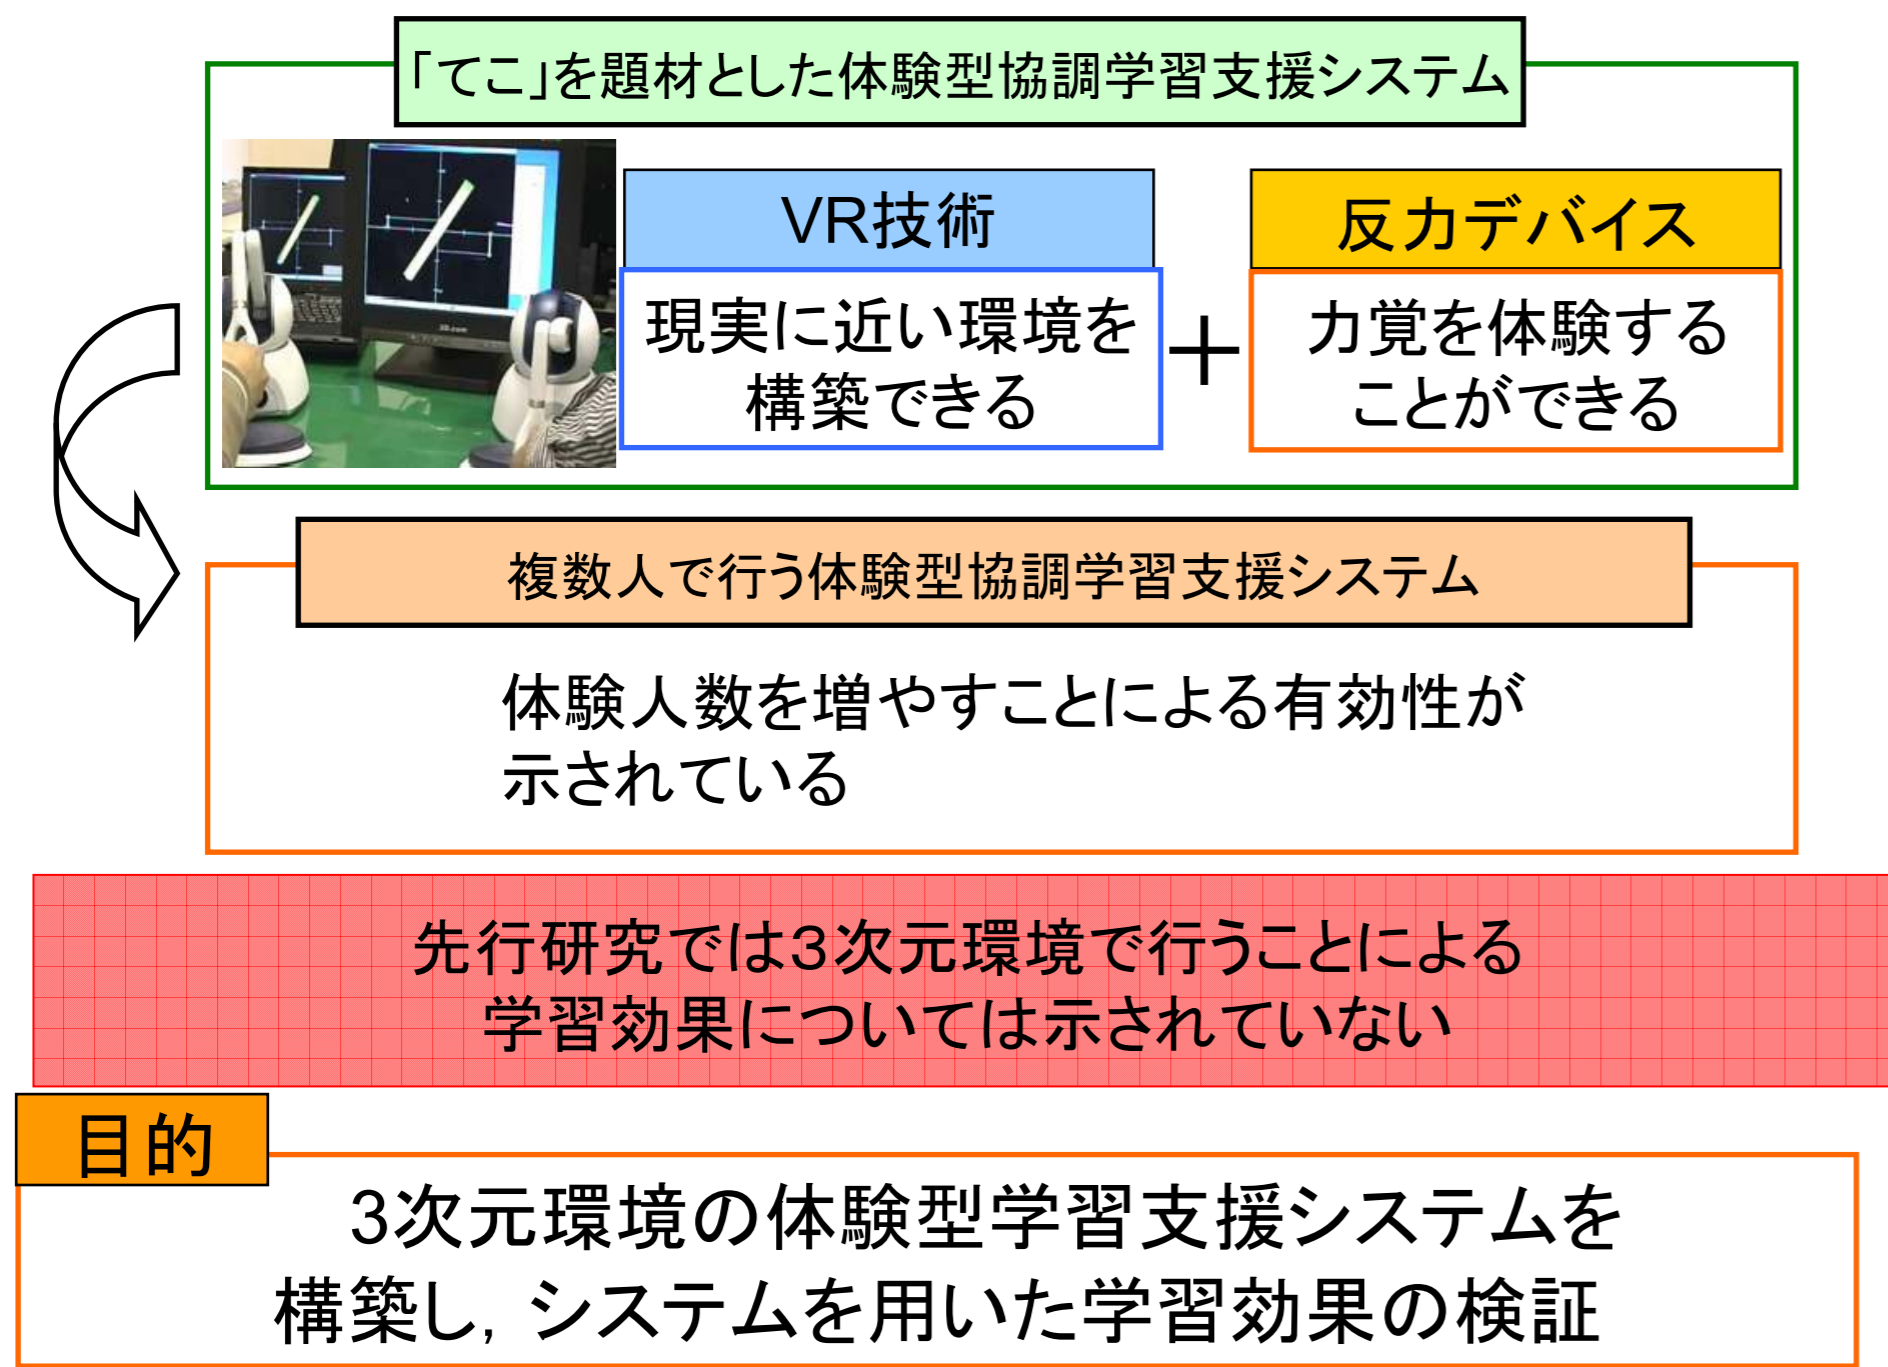 「てこ」を題材とした体験型協調学習支援システム
VR技術
現実に近い環境を
構築できる
＋
反力デバイス
力覚を体験する
ことができる
複数人で行う体験型協調学習支援システム
体験人数を増やすことによる有効性が
示されている
先行研究では３次元環境で行うことによる
学習効果については示されていない
目的
3次元環境の体験型学習支援システムを
構築し，システムを用いた学習効果の検証